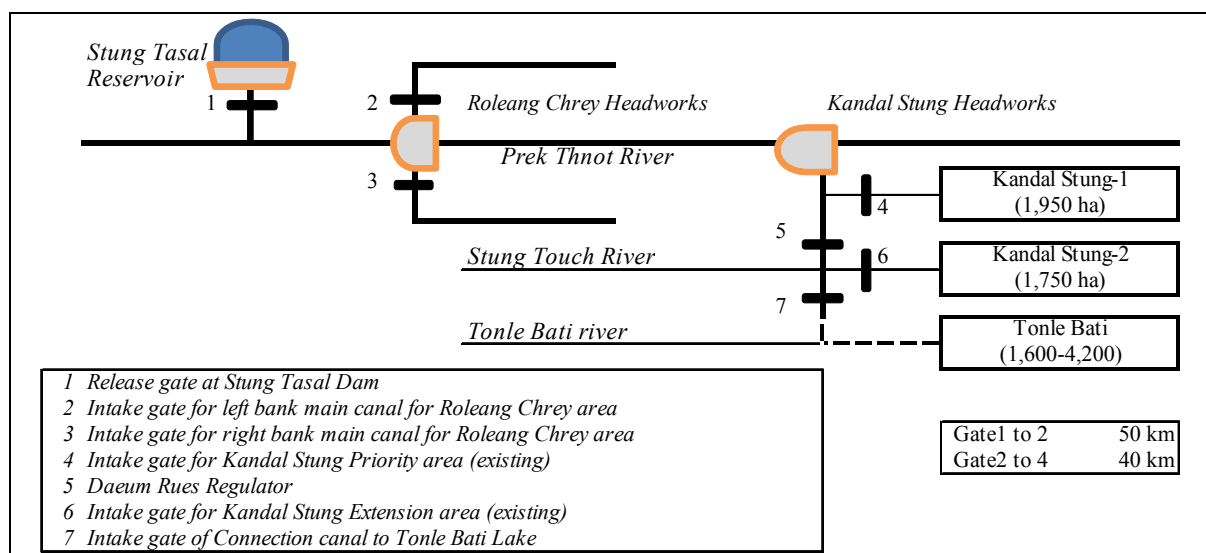 Stung Tasal
Reservoir
1
2
Roleang Chrey Headworks
Kandal Stung Headworks
Prek Thnot River
3
4
Kandal Stung-1
(1,950 ha)
5
6
Stung Touch River
Kandal Stung-2
(1,750 ha)
7
Tonle Bati river
Tonle Bati
(1,600-4,200)
1 Release gate at Stung Tasal Dam
2 Intake gate for left bank main canal for Roleang Chrey area
3 Intake gate for right bank main canal for Roleang Chrey area
4 Intake gate for Kandal Stung Priority area (existing)
5 Daeum Rues Regulator
6 Intake gate for Kandal Stung Extension area (existing)
7 Intake gate of Connection canal to Tonle Bati Lake
Gate1 to 2 50 km
Gate2 to 4 40 km